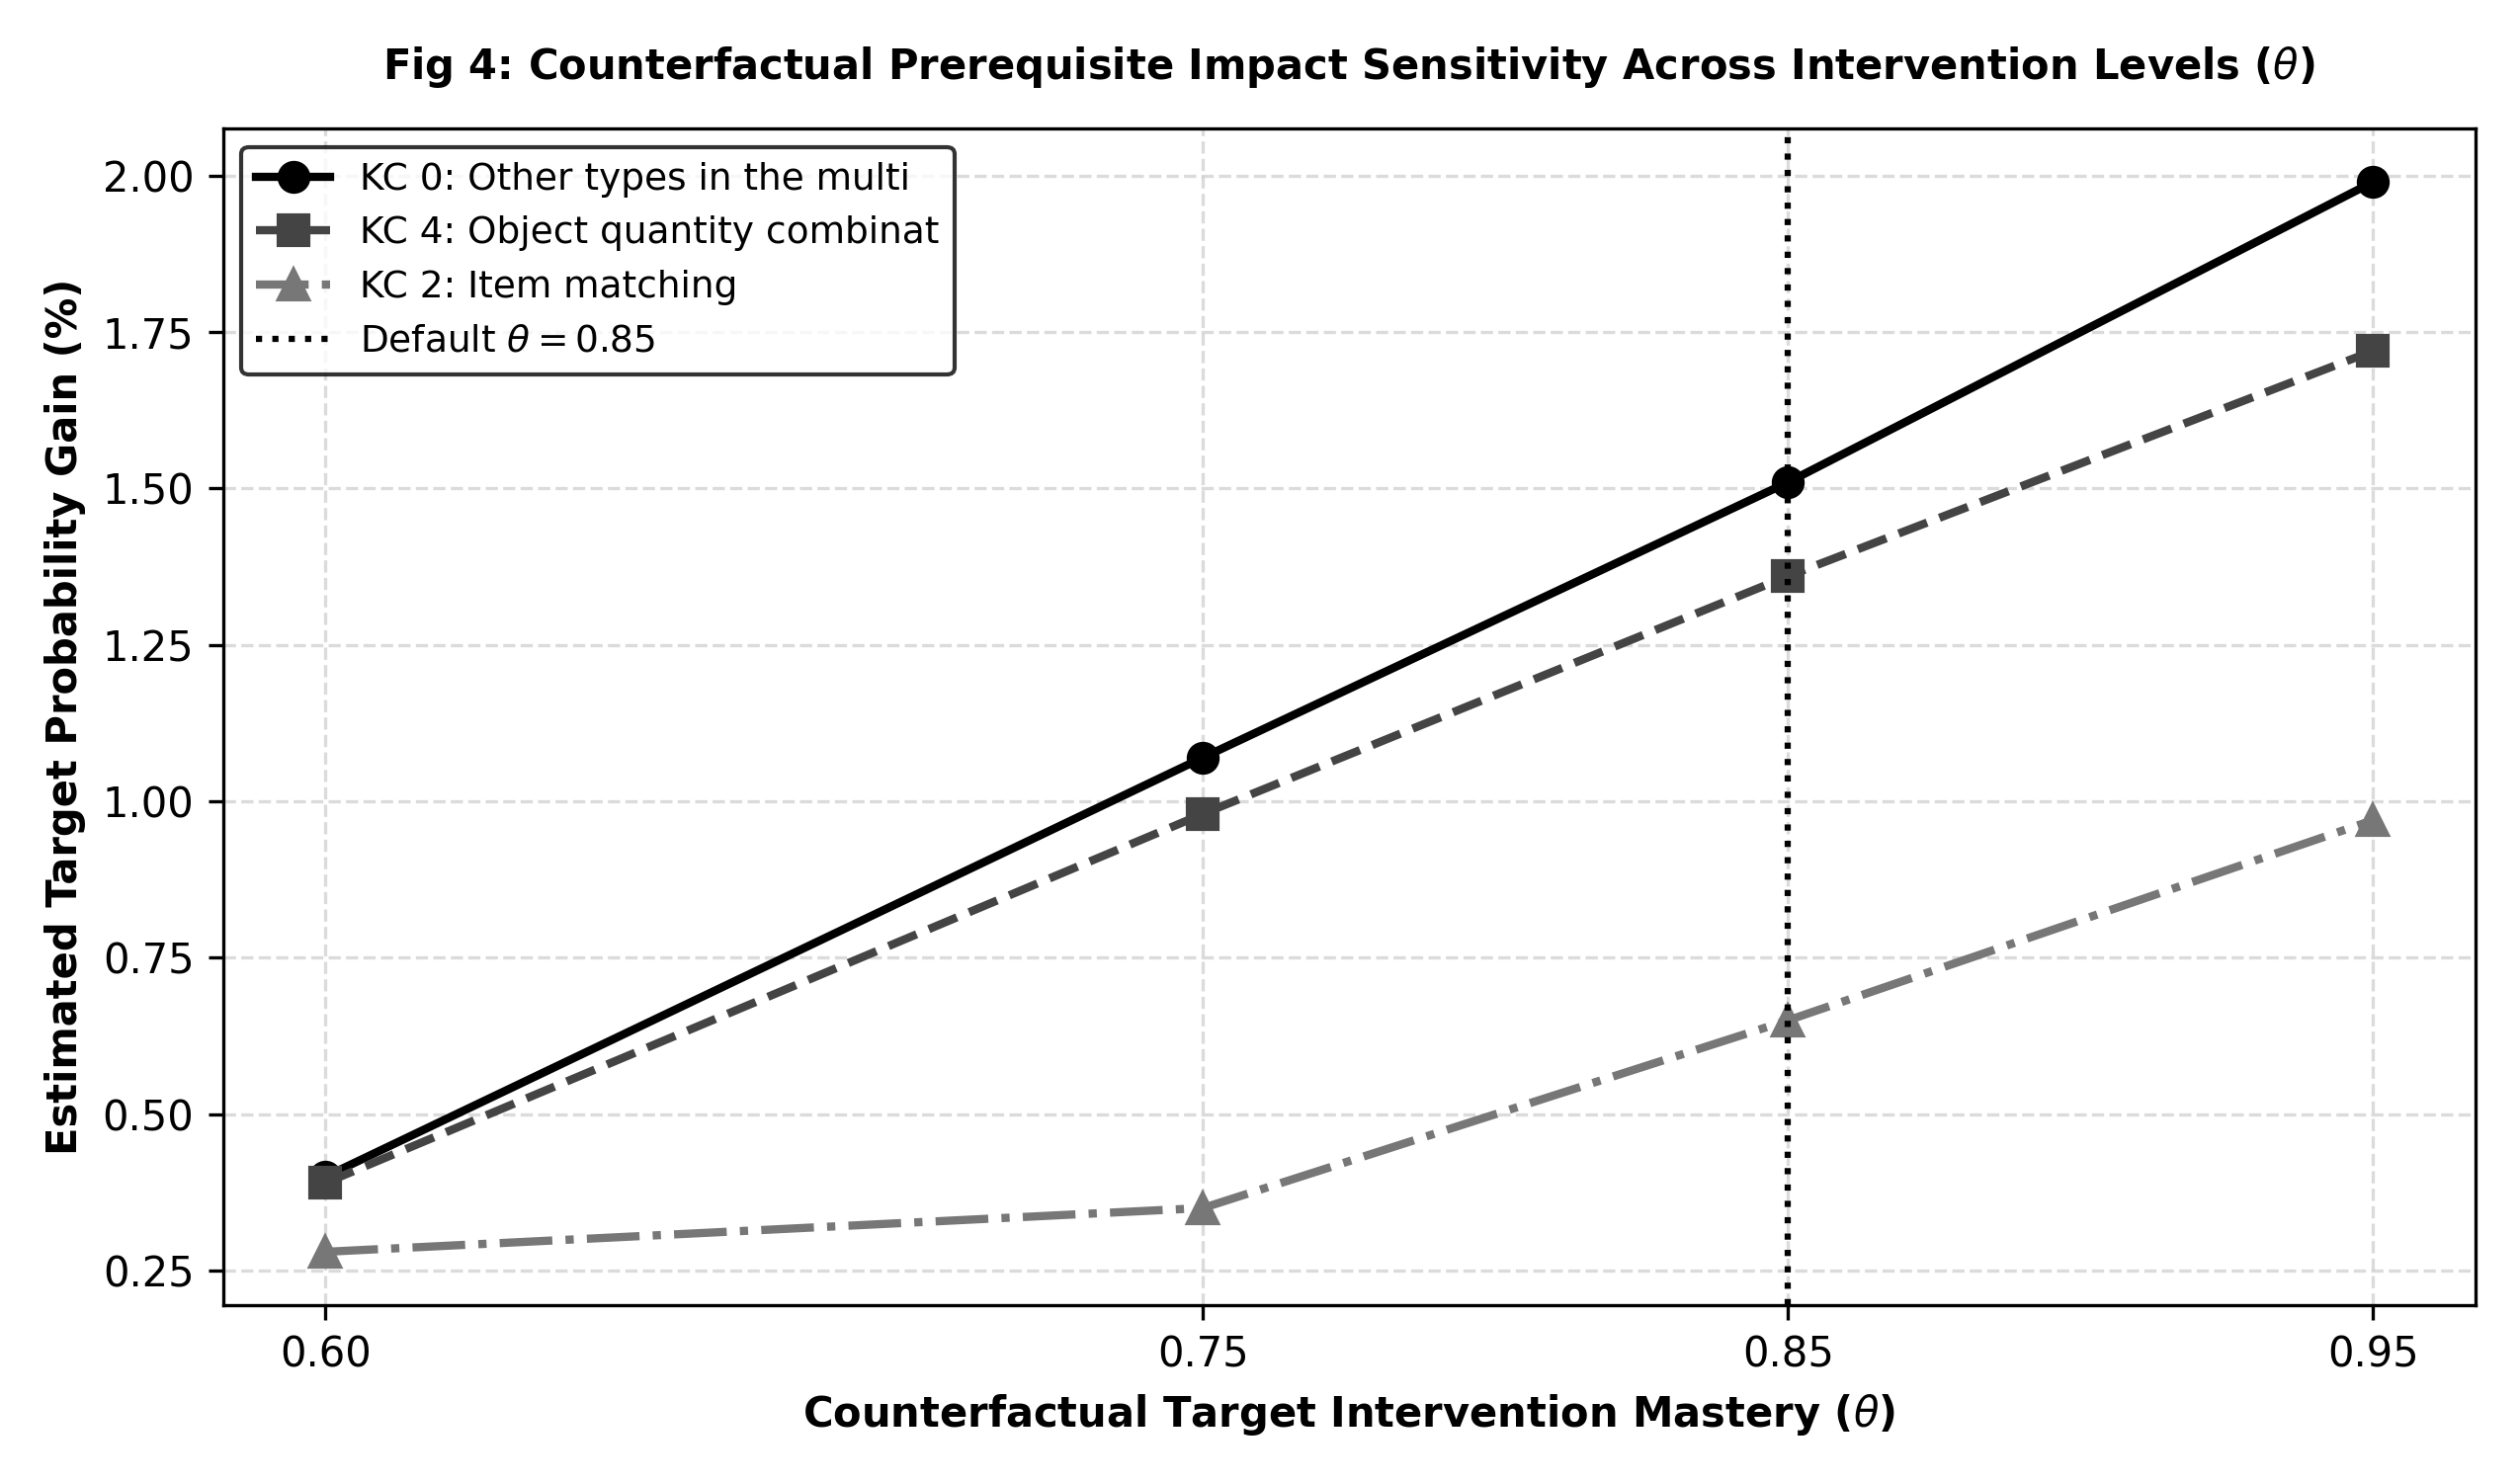 Fig 4: Counterfactual Prerequisite Impact Sensitivity Across Intervention Levels (θ)
KC 0: Other types in the multi
KC 4: Object quantity combinat
KC 2: Item matching
Default θ = 0.85
Estimated Target Probability Gain (%)
2.00
1.75
1.50
1.25
1.00
0.75
0.50
0.25
0.60 0.75 0.85 0.95
Counterfactual Target Intervention Mastery (θ)